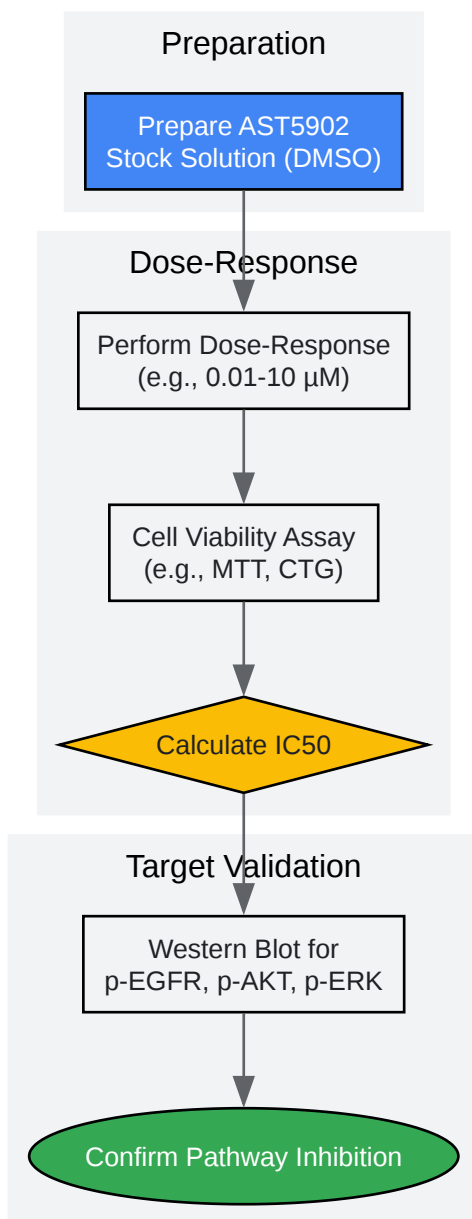 Preparation
Prepare AST5902
Stock Solution (DMSO)
Dose-Response
Perform Dose-Response
(e.g., 0.01-10 µM)
Cell Viability Assay
(e.g., MTT, CTG)
Calculate IC50
Target Validation
Western Blot for
p-EGFR, p-AKT, p-ERK
Confirm Pathway Inhibition